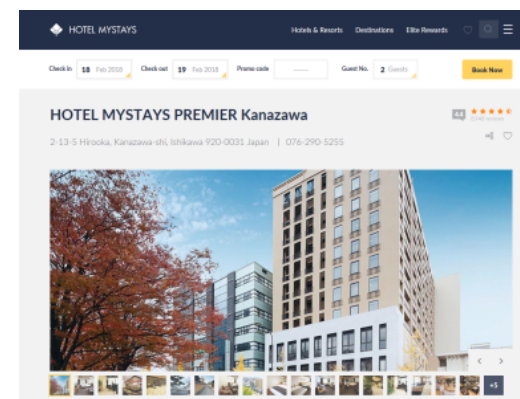 HOTEL MYSTAYS
Hotels & Resorts Destinations Elite Rewards
Check in 18 Feb 2018 Check out 19 Feb 2018 Promo code Guest No. 2 Guests Book Now
HOTEL MYSTAYS PREMIER Kanazawa
4.4
2-13-5 Hirooka, Kanazawa-shi, Ishikawa 920-0031 Japan | 076-290-5255
+5